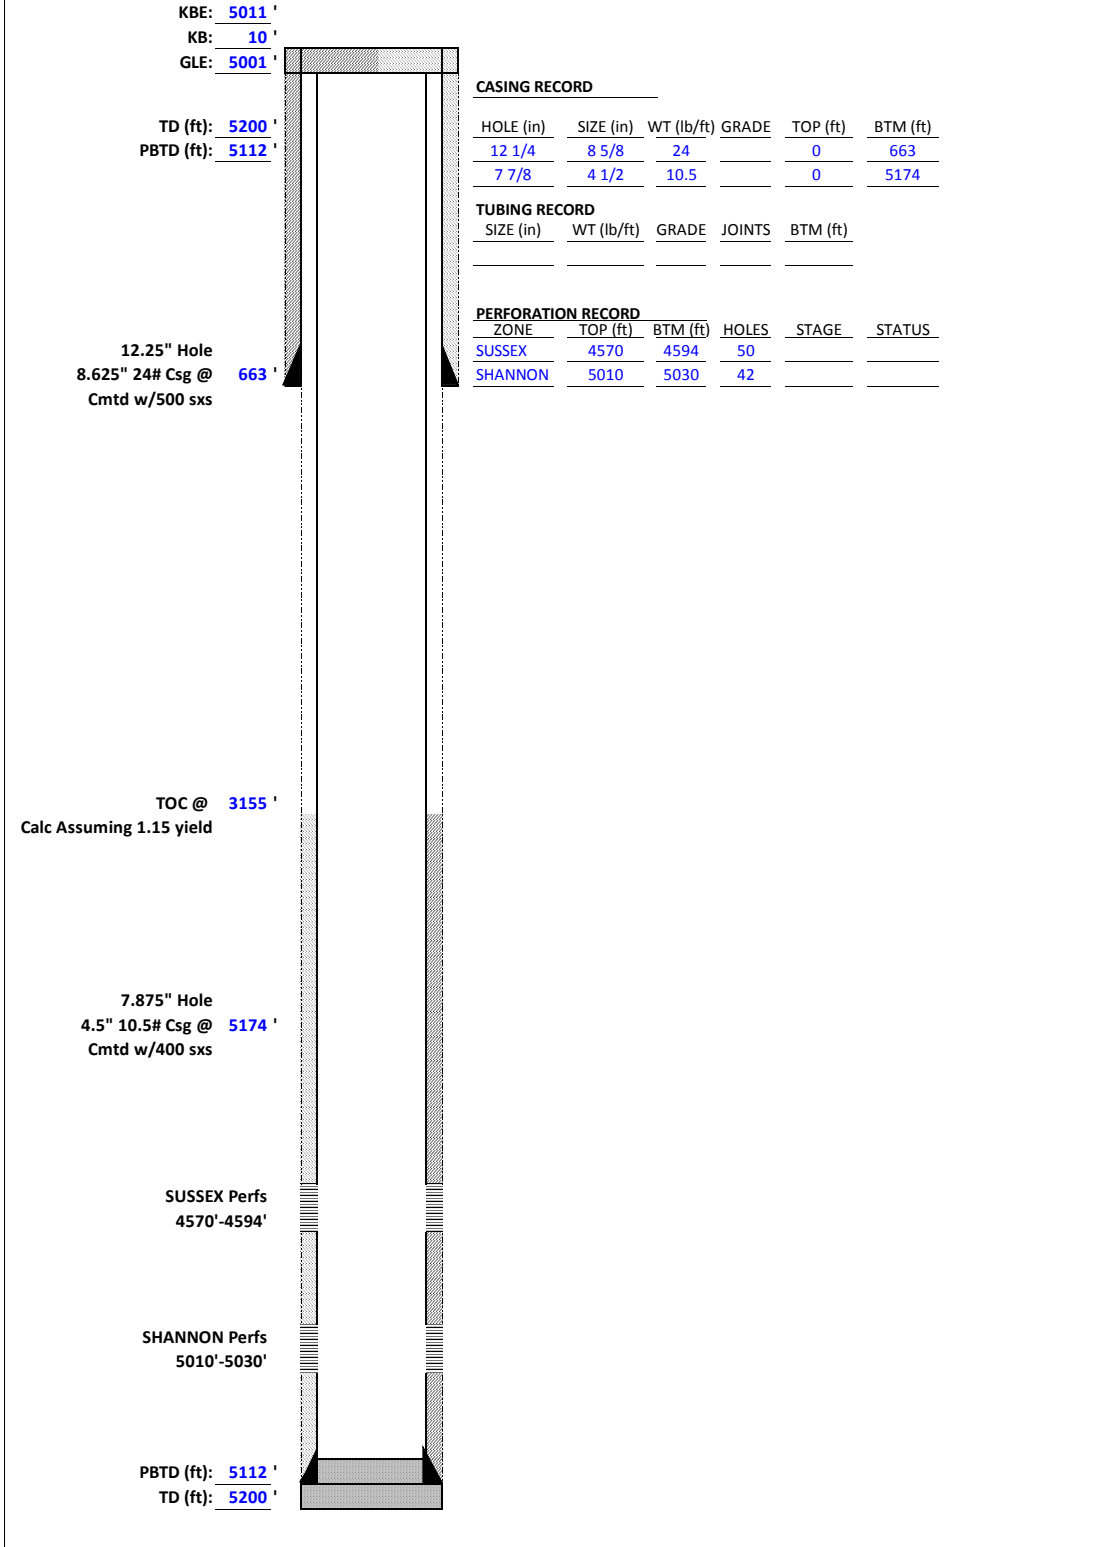 KBE: 5011 '
KB: 10 '
GLE: 5001 '
CASING RECORD
TD (ft): 5200 '
PBTD (ft): 5112 '
HOLE (in) SIZE (in) WT (lb/ft) GRADE TOP (ft) BTM (ft)
12 1/4 8 5/8 24 0 663
7 7/8 4 1/2 10.5 0 5174
TUBING RECORD
SIZE (in) WT (lb/ft) GRADE JOINTS BTM (ft)
PERFORATION RECORD
ZONE TOP (ft) BTM (ft) HOLES STAGE STATUS
SUSSEX 4570 4594 50
SHANNON 5010 5030 42
12.25" Hole
8.625" 24# Csg @ 663 '
Cmtd w/500 sxs
TOC @ 3155 '
Calc Assuming 1.15 yield
7.875" Hole
4.5" 10.5# Csg @ 5174 '
Cmtd w/400 sxs
SUSSEX Perfs
4570'-4594'
SHANNON Perfs
5010'-5030'
PBTD (ft): 5112 '
TD (ft): 5200 '